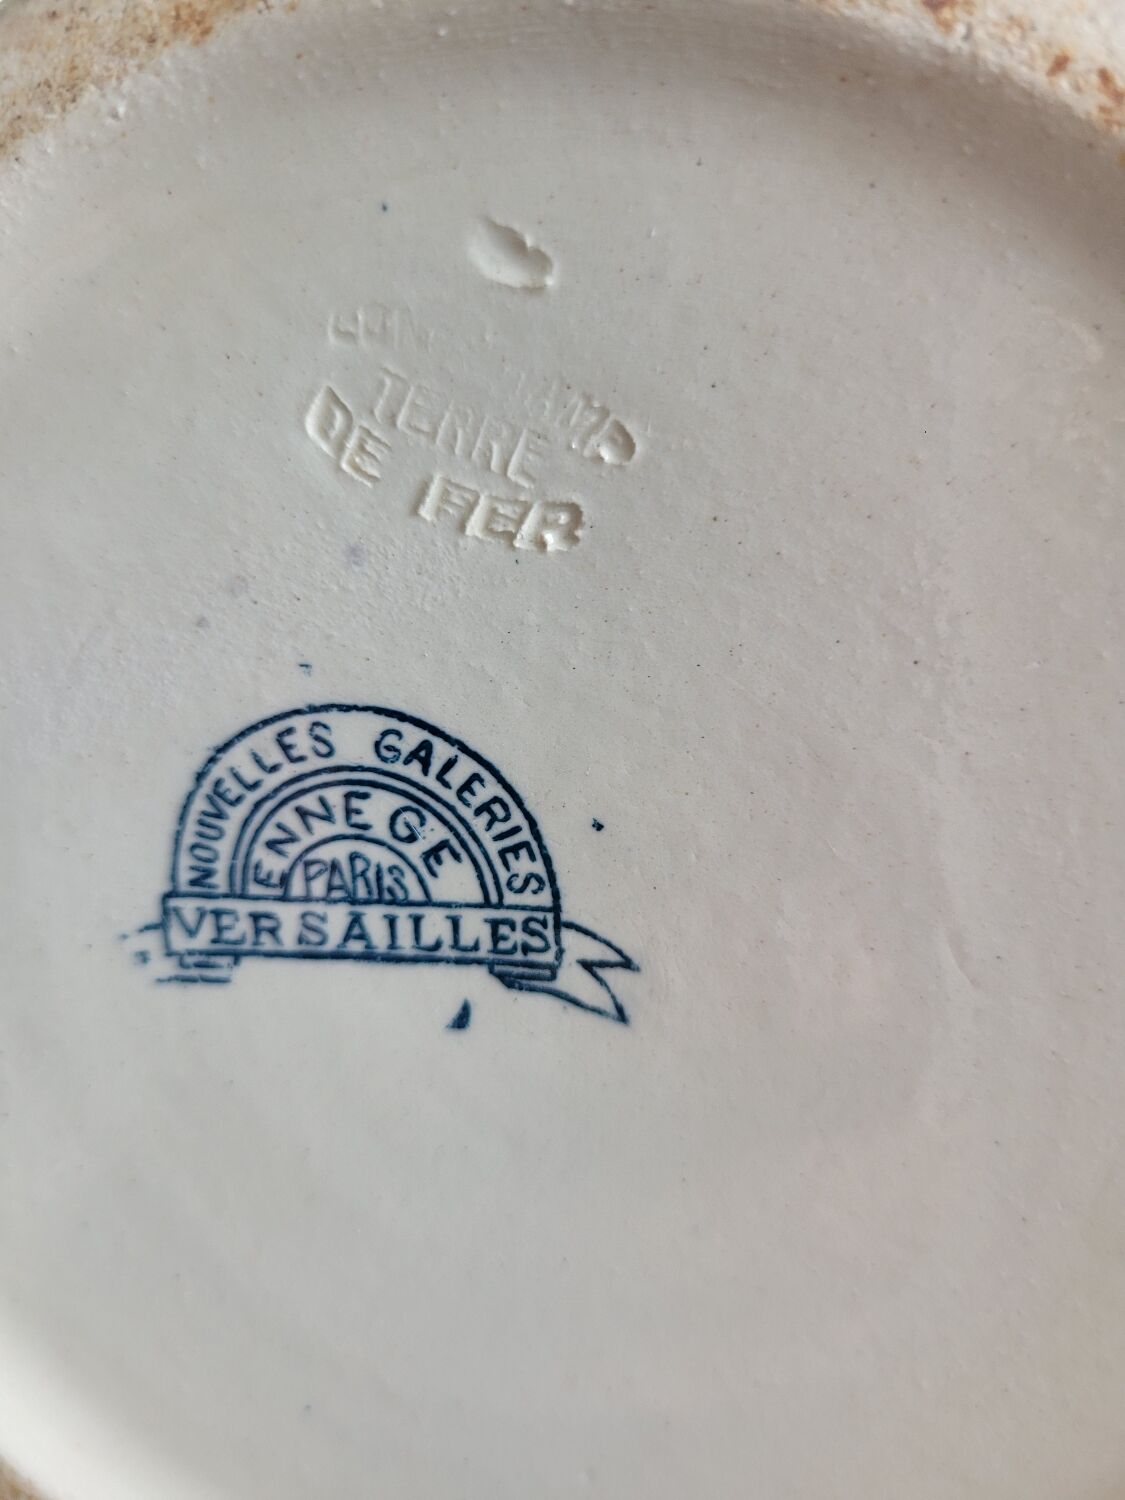 TERRE
DE FER
NOUVELLES GALERIES
ENNEGE
PARIS
VERSAILLES